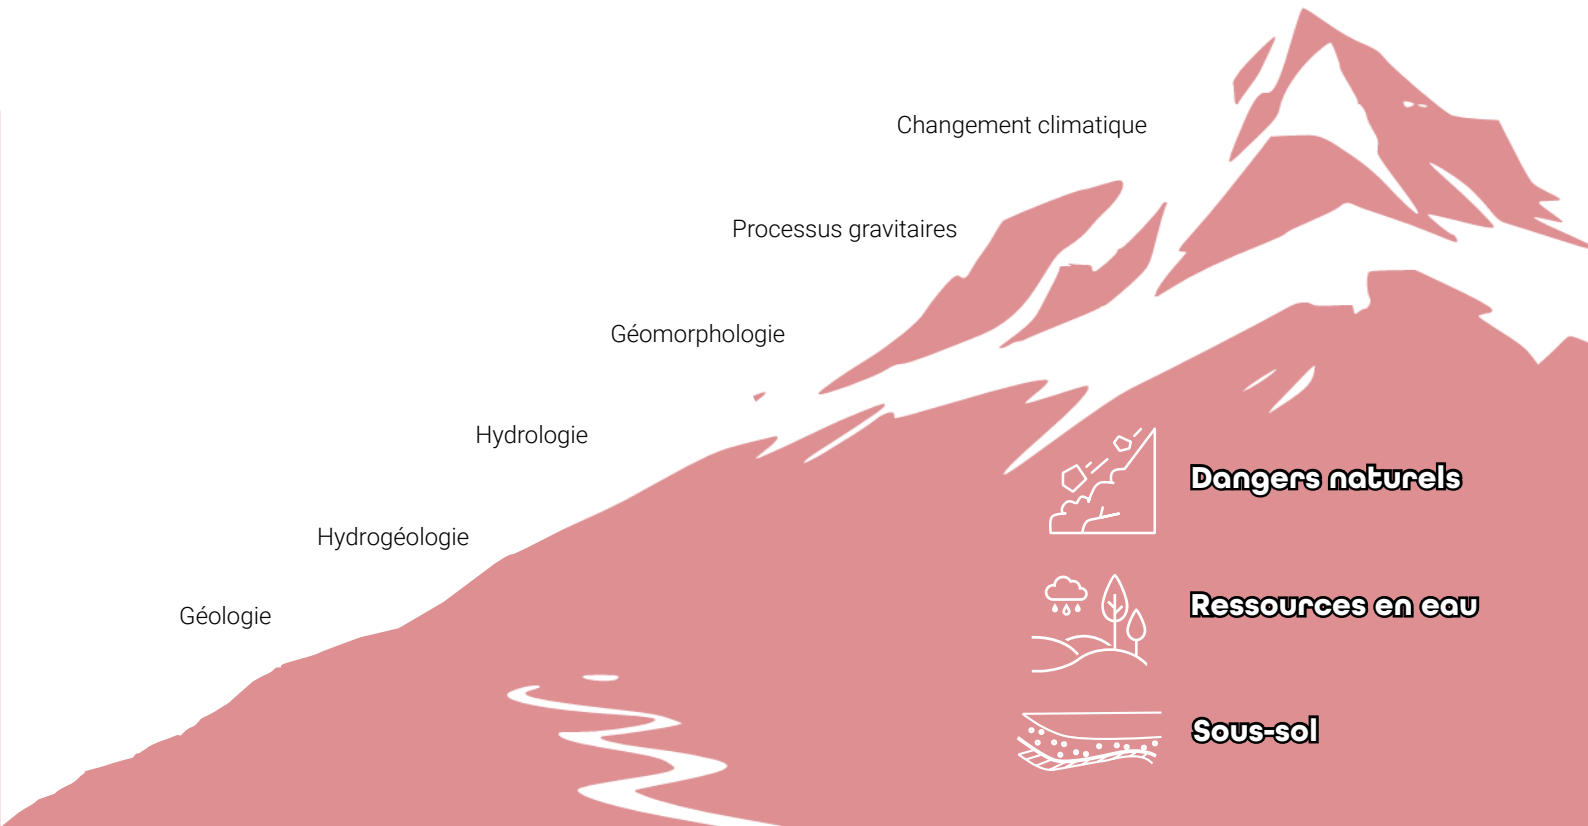 Changement climatique
Processus gravitaires
Géomorphologie
Hydrologie
Dangers naturels
Hydrogéologie
Ressources en eau
Géologie
Sous-sol